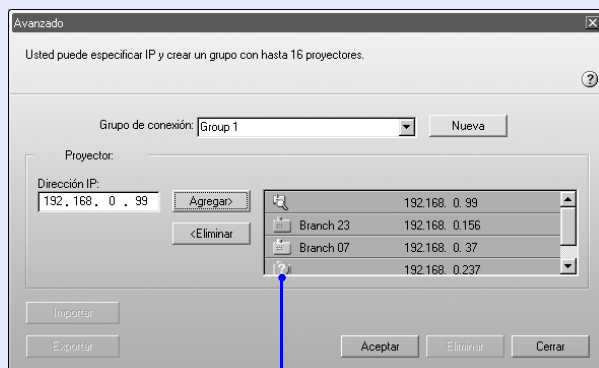 Avanzado
Usted puede especificar IP y crear un grupo con hasta 16 proyectores.
Grupo de conexión: Group 1 Nueva
Proyector:
Dirección IP:
192.168. 0 . 99 Agregar> 192.168. 0. 99
<Eliminar Branch 23 192.168. 0.156
Branch 07 192.168. 0. 37
192.168. 0.237
Importar
Exportar Aceptar Eliminar Cerrar